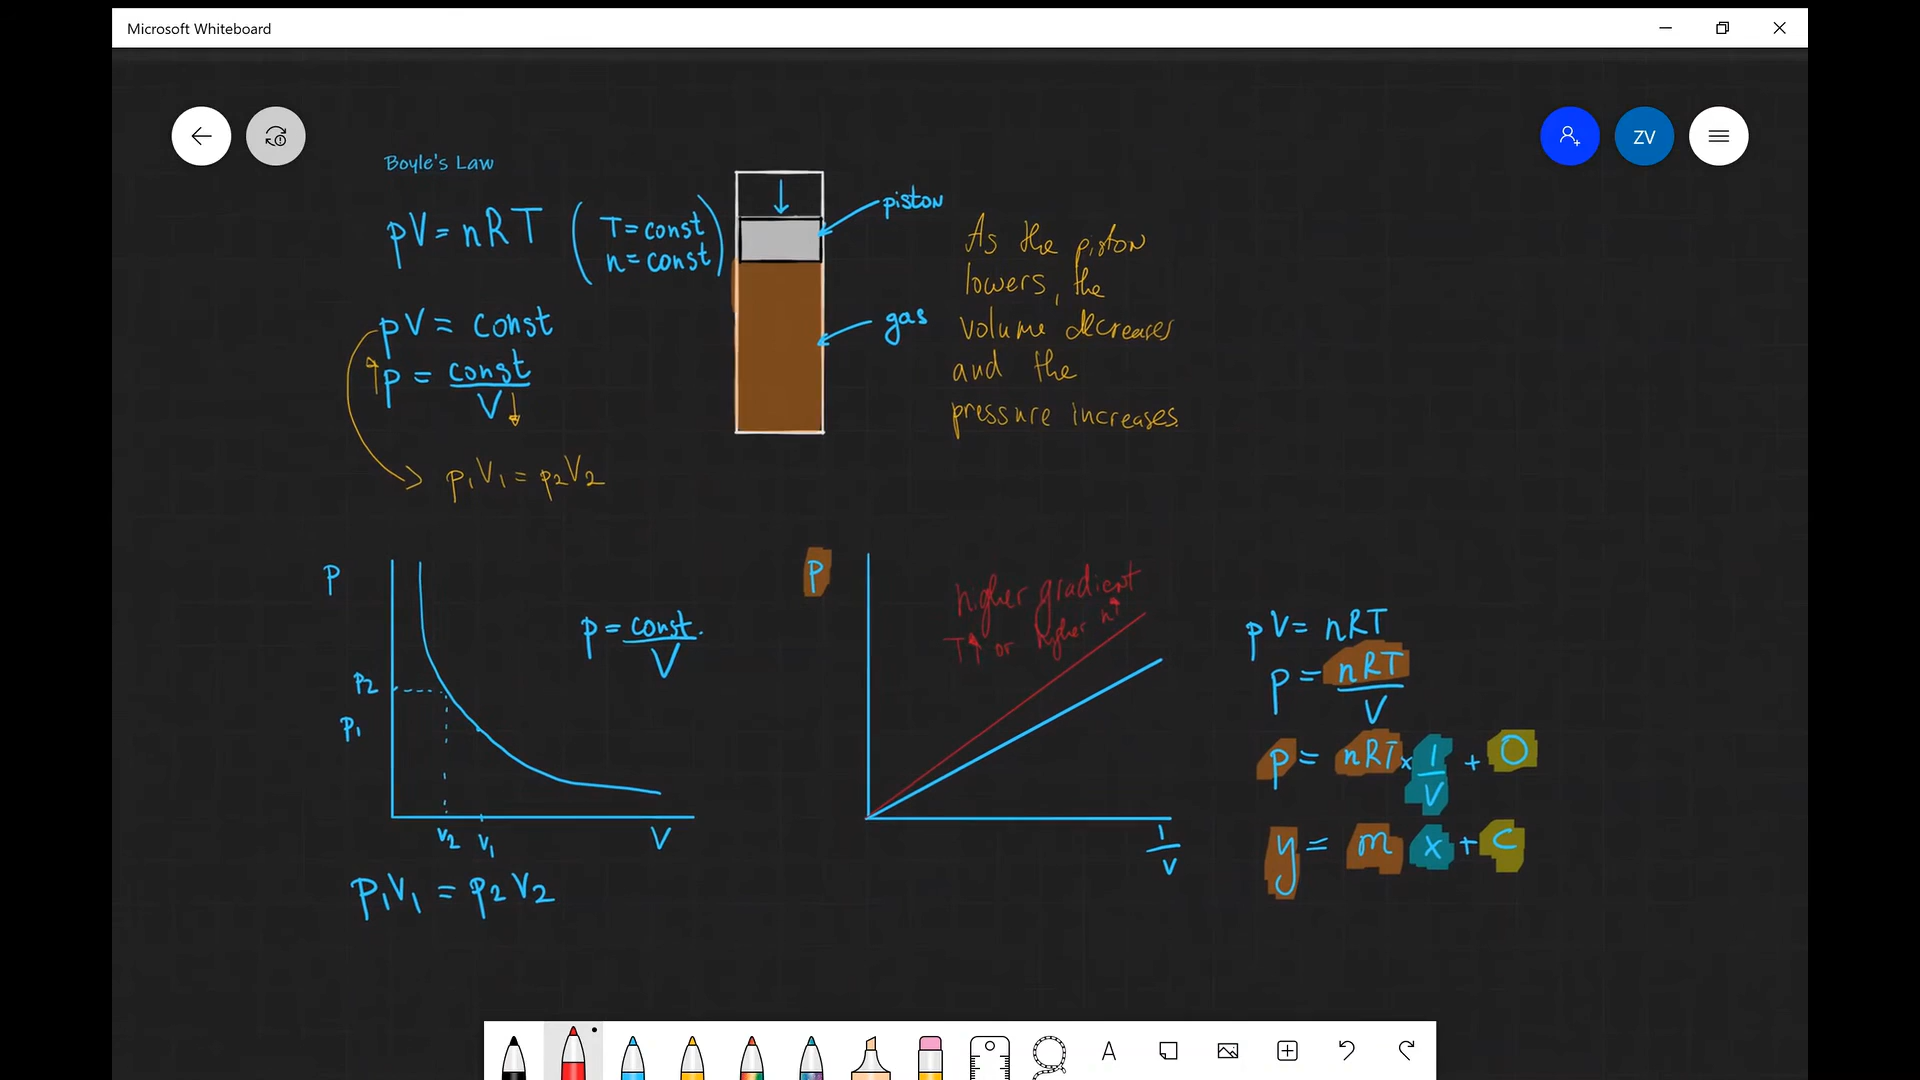 Microsoft Whiteboard
ZV
Boyle's Law
pV = nRT (T = const
n = const)
piston
As the piston
lowers, the
volume decreases
and the
pressure increases.
gas
pV = const
p = const
V
p₁V₁ = p₂V₂
P
p = const.
V
p₂
p₁
V₂
V₁
V
P₁V₁ = p₂V₂
p
higher gradient
T↑ or higher n↑
1
V
pV = nRT
p = nRT
V
p = nRT × 1 + 0
V
y = m x + c
A